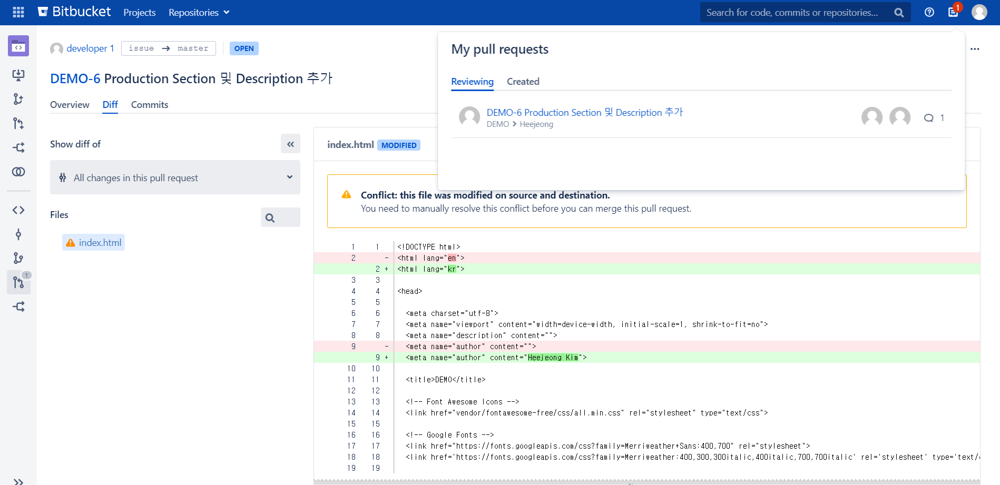 Bitbucket Projects Repositories
Search for code, commits or repositories...
1
developer 1 issue → master OPEN
DEMO-6 Production Section 및 Description 추가
Overview Diff Commits
My pull requests
Reviewing Created
DEMO-6 Production Section 및 Description 추가
DEMO > Heejeong
1
Show diff of
All changes in this pull request
Files
index.html
1
index.html MODIFIED
Conflict: this file was modified on source and destination.
You need to manually resolve this conflict before you can merge this pull request.
1 1 <!DOCTYPE html>
2 - <html lang="en">
2 + <html lang="kr">
3 3
4 4 <head>
5 5
6 6 <meta charset="utf-8">
7 7 <meta name="viewport" content="width=device-width, initial-scale=1, shrink-to-fit=no">
8 8 <meta name="description" content="">
9 - <meta name="author" content="">
9 + <meta name="author" content="Heejeong Kim">
10 10
11 11 <title>DEMO</title>
12 12
13 13 <!-- Font Awesome Icons -->
14 14 <link href="vendor/fontawesome-free/css/all.min.css" rel="stylesheet" type="text/css">
15 15
16 16 <!-- Google Fonts -->
17 17 <link href="https://fonts.googleapis.com/css?family=Merriweather+Sans:400,700" rel="stylesheet">
18 18 <link href='https://fonts.googleapis.com/css?family=Merriweather:400,300,300italic,400italic,700,700italic' rel='stylesheet' type='text/
19 19